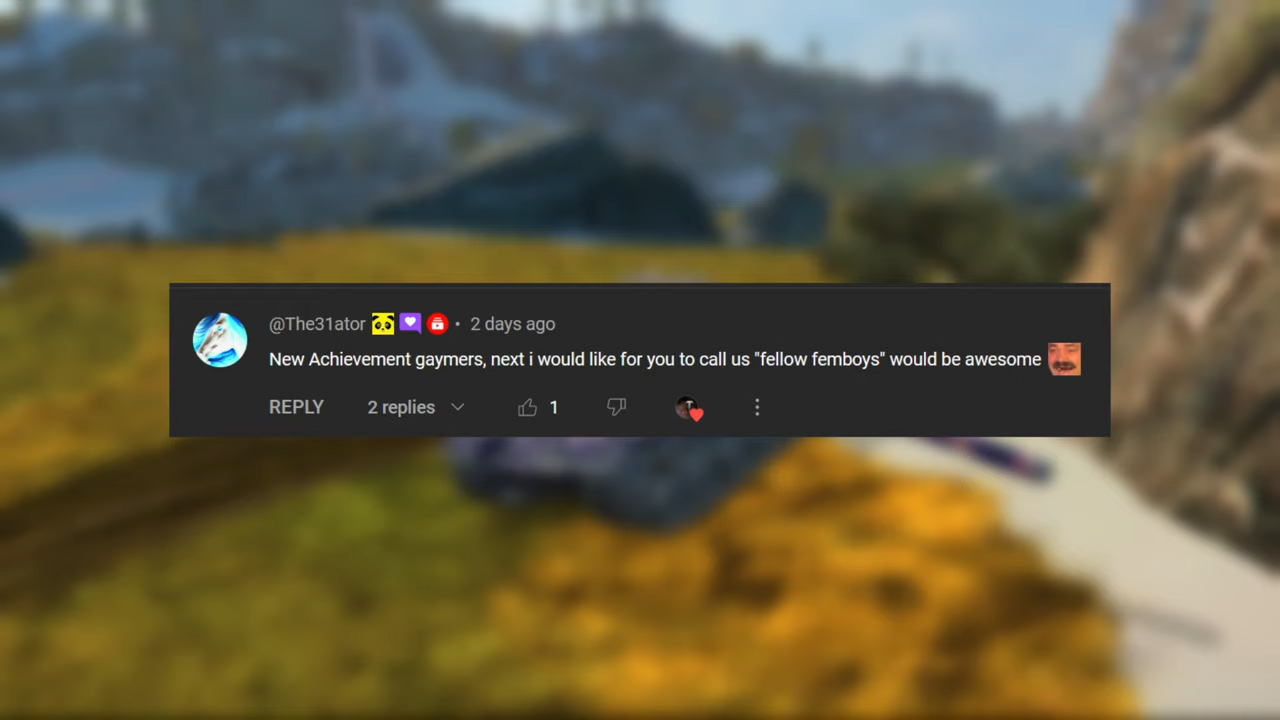 @The31ator • 2 days ago
New Achievement gaymers, next i would like for you to call us "fellow femboys" would be awesome
REPLY 2 replies 1